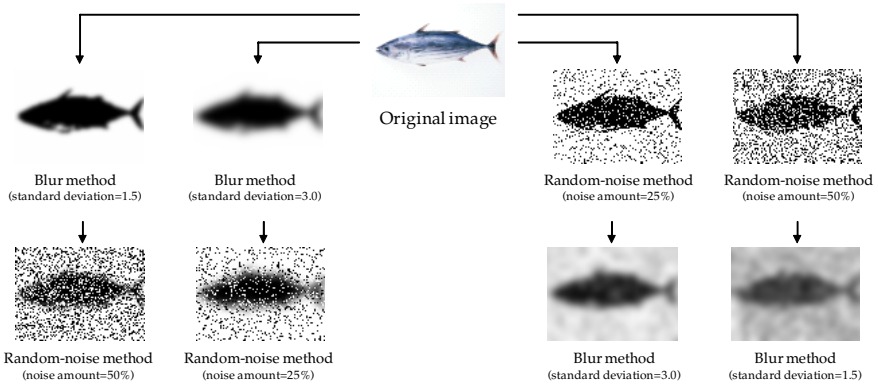 Original image
Blur method
(standard deviation=1.5)
Blur method
(standard deviation=3.0)
Random-noise method
(noise amount=25%)
Random-noise method
(noise amount=50%)
Random-noise method
(noise amount=50%)
Random-noise method
(noise amount=25%)
Blur method
(standard deviation=3.0)
Blur method
(standard deviation=1.5)